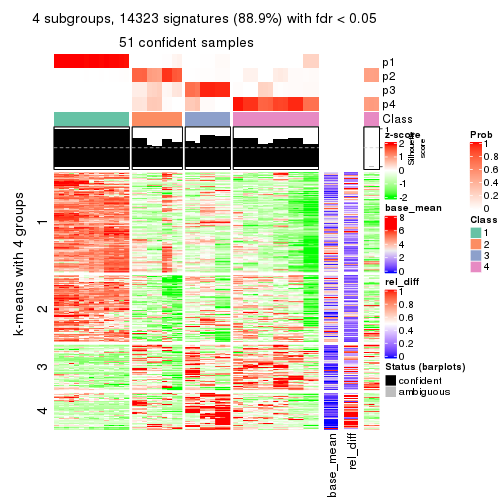 4 subgroups, 14323 signatures (88.9%) with fdr < 0.05
51 confident samples
p1
p2
p3
p4
Class
1
Silhouette
score
k-means with 4 groups
1
2
3
4
base_mean
rel_diff
z-score
2
1
0
-1
-2
base_mean
8
6
4
2
0
rel_diff
1
0.8
0.6
0.4
0.2
0
Status (barplots)
confident
ambiguous
Prob
1
0.8
0.6
0.4
0.2
0
Class
1
2
3
4